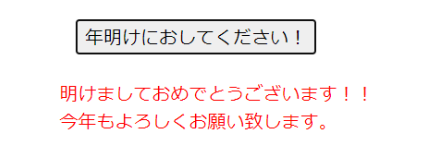 年明けにおしてください！
明けましておめでとうございます！！
今年もよろしくお願い致します。